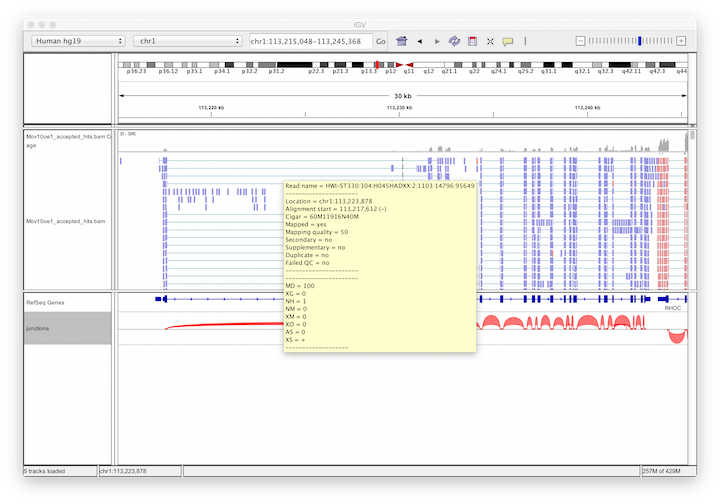 IGV
Human hg19
chr1
chr1:113,215,048-113,245,368
Go
p36.23 p36.12 p35.1 p34.1 p32.2 p31.2 p22.3 p21.3 p13.3 p12 q11 q12 q21.1 q22 q24.1 q25.2 q31.1 q32.1 q42.11 q42.3 q44
30 kb
113,220 kb 113,230 kb 113,240 kb
Mov10oe1_accepted_hits.bam C
age
Mov10oe1_accepted_hits.bam
Read name = HWI-ST330:304:H045HADXX:2:1103:14796:95649
----------------------
Location = chr1:113,223,878
Alignment start = 113,217,612 (-)
Cigar = 60M11916N40M
Mapped = yes
Mapping quality = 50
Secondary = no
Supplementary = no
Duplicate = no
Failed QC = no
----------------------
----------------------
MD = 100
XG = 0
NH = 1
NM = 0
XM = 0
XO = 0
AS = 0
XS = +
-------------------
RefSeq Genes
RHOC
junctions
5 tracks loaded
chr1:113,223,878
257M of 429M